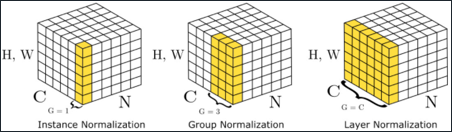 H, W
C
G = 1
N
Instance Normalization
H, W
C
G = 3
N
Group Normalization
H, W
C
G = C
N
Layer Normalization